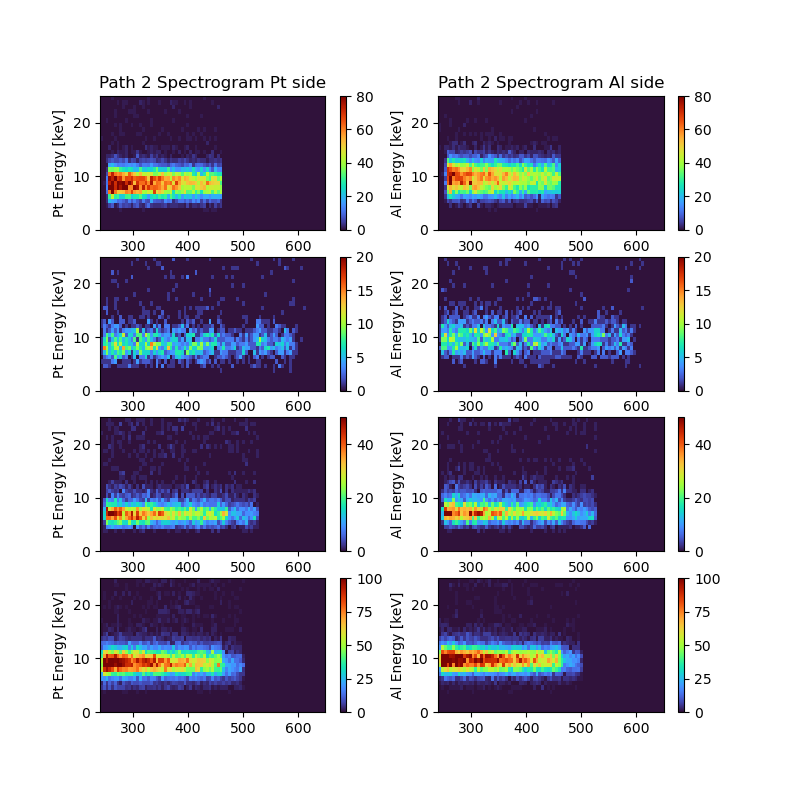 Path 2 Spectrogram Pt side Path 2 Spectrogram Al side
Pt Energy [keV] 20 10 0 80 60 40 20 0 Al Energy [keV] 20 10 0 80 60 40 20 0
300 400 500 600 300 400 500 600
Pt Energy [keV] 20 10 0 20 15 10 5 0 Al Energy [keV] 20 10 0 20 15 10 5 0
300 400 500 600 300 400 500 600
Pt Energy [keV] 20 10 0 40 20 0 Al Energy [keV] 20 10 0 40 20 0
300 400 500 600 300 400 500 600
Pt Energy [keV] 20 10 0 100 75 50 25 0 Al Energy [keV] 20 10 0 100 75 50 25 0
300 400 500 600 300 400 500 600